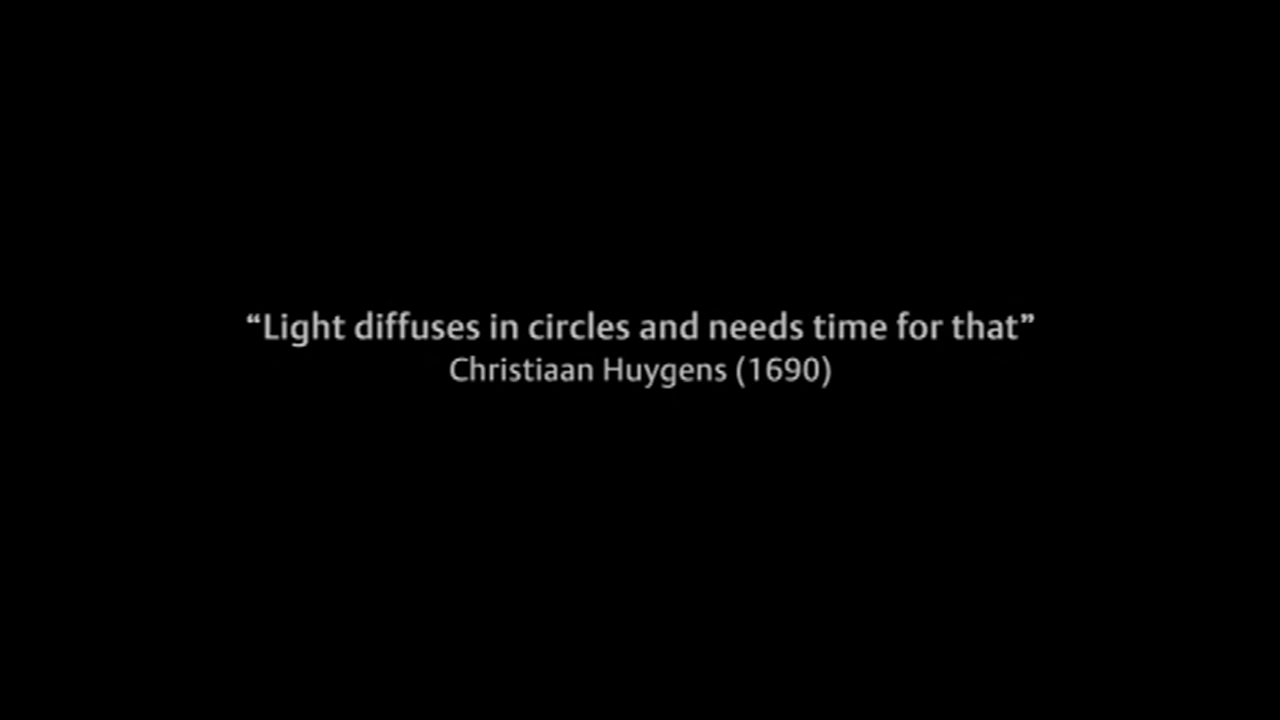 “Light diffuses in circles and needs time for that”
Christiaan Huygens (1690)